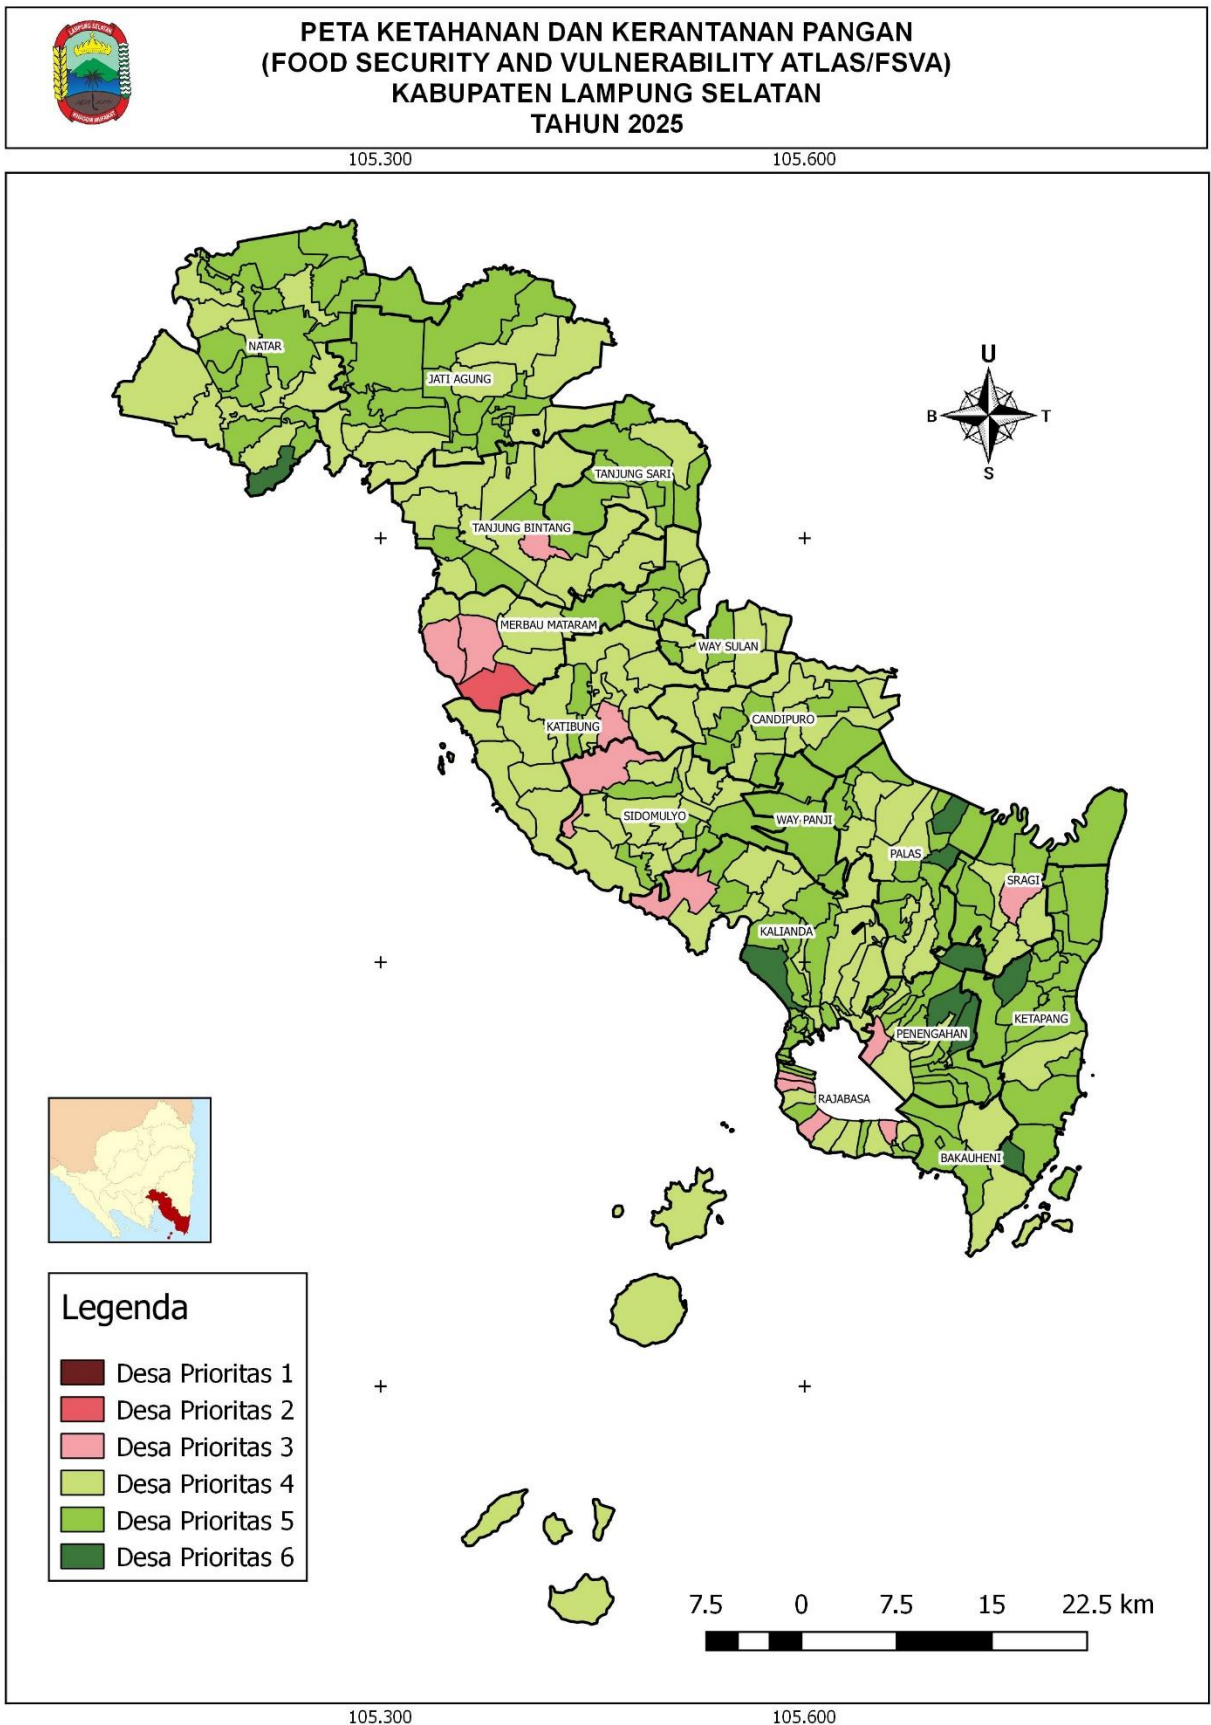 LAMPUNG SELATAN
PETA KETAHANAN DAN KERANTANAN PANGAN
(FOOD SECURITY AND VULNERABILITY ATLAS/FSVA)
KABUPATEN LAMPUNG SELATAN
TAHUN 2025
105.300 105.600
NATAR
JATI AGUNG
U
B T
S
TANJUNG SARI
TANJUNG BINTANG
MERBAU MATARAM
WAY SULAN
KATIBUNG
CANDIPURO
SIDOMULYO
WAY PANJI
PALAS
SRAGI
KALIANDA
PENENGAHAN
KETAPANG
RAJABASA
BAKAUHENI
Legenda
Desa Prioritas 1
Desa Prioritas 2
Desa Prioritas 3
Desa Prioritas 4
Desa Prioritas 5
Desa Prioritas 6
7.5 0 7.5 15 22.5 km
105.300 105.600